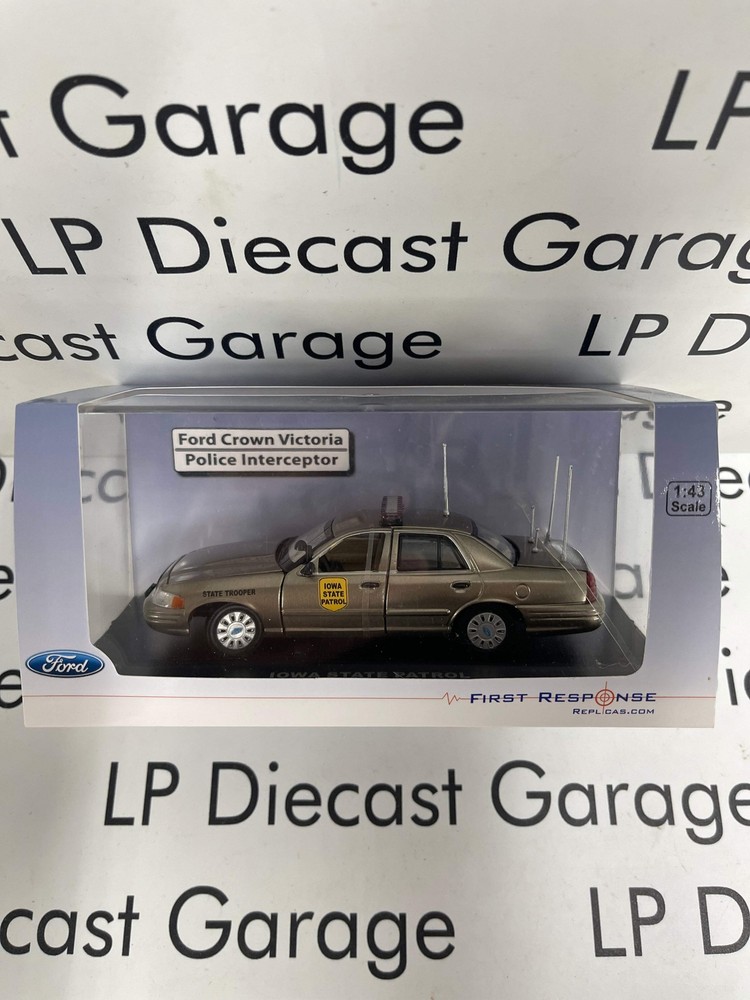 Garage LP
LP Diecast Garag
cast Garage LP D
Ford Crown Victoria
Police Interceptor
1:43
Scale
STATE TROOPER
IOWA
STATE
PATROL
IOWA STATE PATROL
Ford
FIRST RESPONSE
REPLICAS.COM
LP Diecast Garage
cast Garage LP D